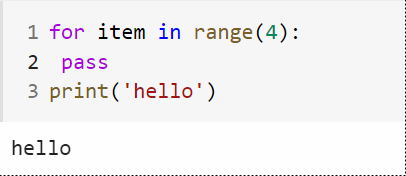 1 for item in range(4):
2  pass
3 print('hello')
hello